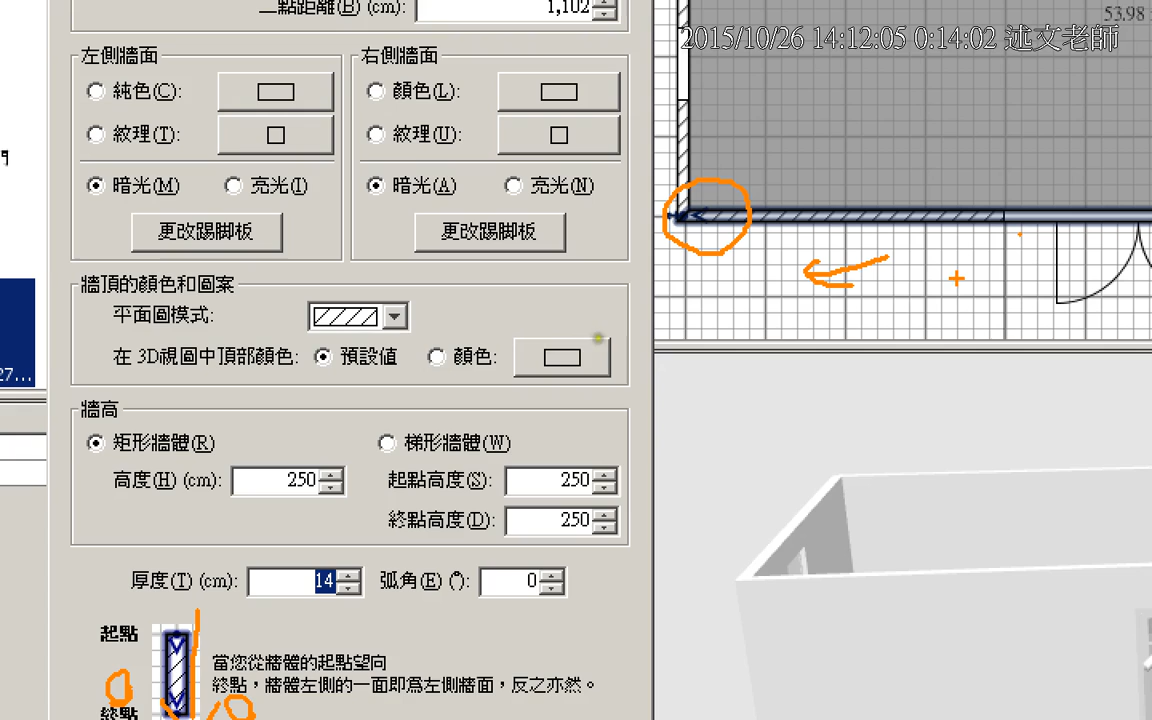 二點距離(B) (cm): 1,102
53.98
2015/10/26 14:12:05 0:14:02 述文老師
左側牆面 右側牆面
純色(C): 顏色(L):
紋理(T): 紋理(U):
暗光(M) 亮光(I) 暗光(A) 亮光(N)
更改踢脚板 更改踢脚板
牆頂的顏色和圖案
平面圖模式:
在 3D視圖中頂部顏色: 預設値 顏色:
27...
牆高
矩形牆體(R) 梯形牆體(W)
高度(H) (cm): 250 起點高度(S): 250
終點高度(D): 250
厚度(T) (cm): 14 弧角(E) (°): 0
起點
當您從牆體的起點望向
終點，牆體左側的一面即爲左側牆面，反之亦然。
終點